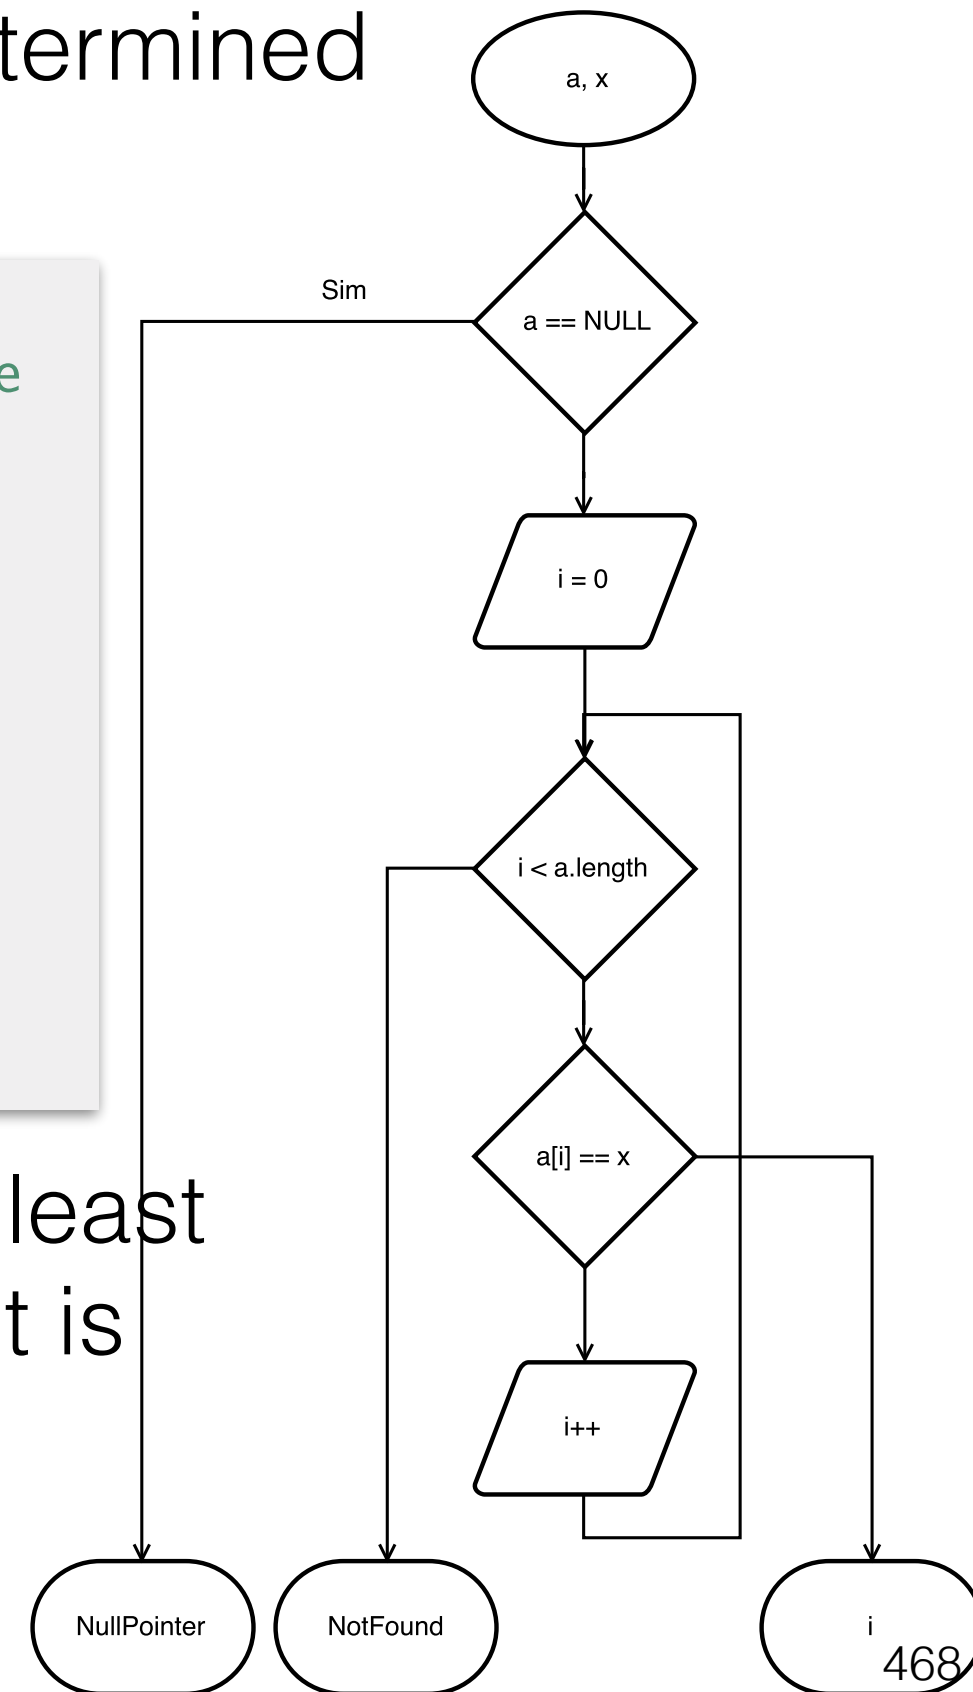 termined
a, x
Sim
a == NULL
e
i = 0
i < a.length
a[i] == x
least
t is
i++
NullPointer
NotFound
i
468